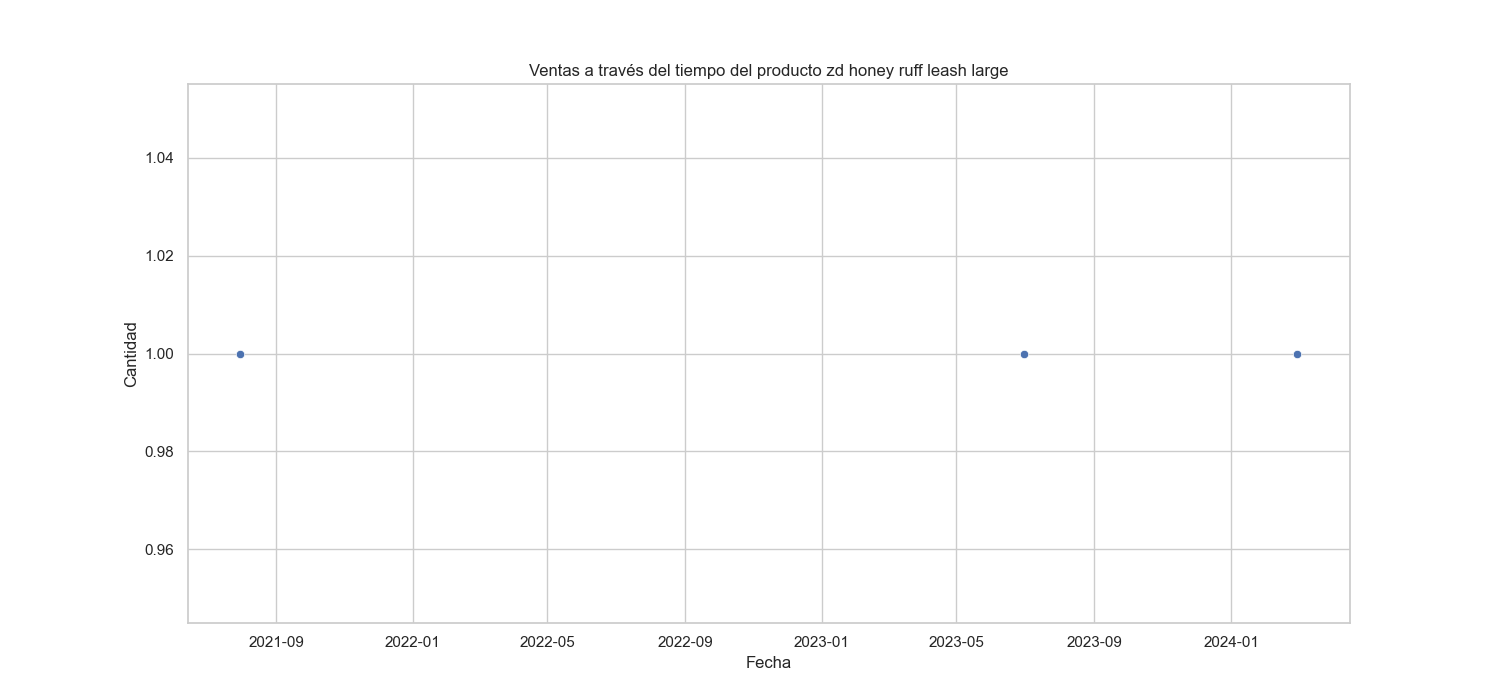 Ventas a través del tiempo del producto zd honey ruff leash large
1.04
1.02
1.00
0.98
0.96
Cantidad
2021-09 2022-01 2022-05 2022-09 2023-01 2023-05 2023-09 2024-01
Fecha